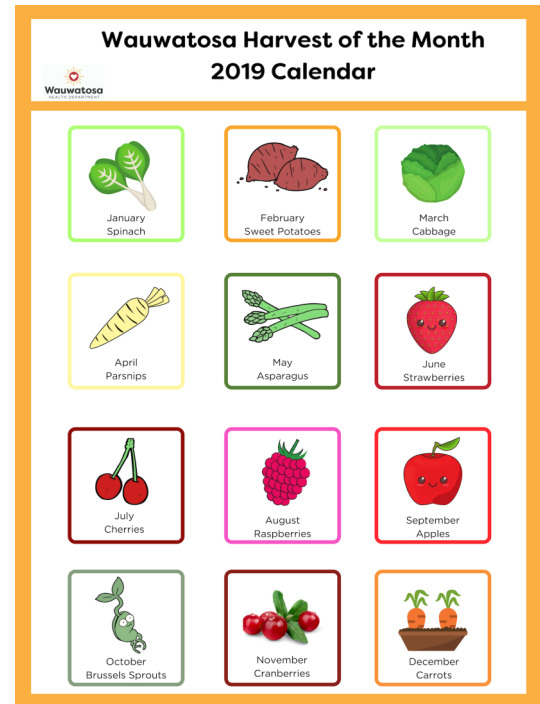 Wauwatosa Harvest of the Month
2019 Calendar
Wauwatosa
HEALTH DEPARTMENT
January
Spinach
February
Sweet Potatoes
March
Cabbage
April
Parsnips
May
Asparagus
June
Strawberries
July
Cherries
August
Raspberries
September
Apples
October
Brussels Sprouts
November
Cranberries
December
Carrots